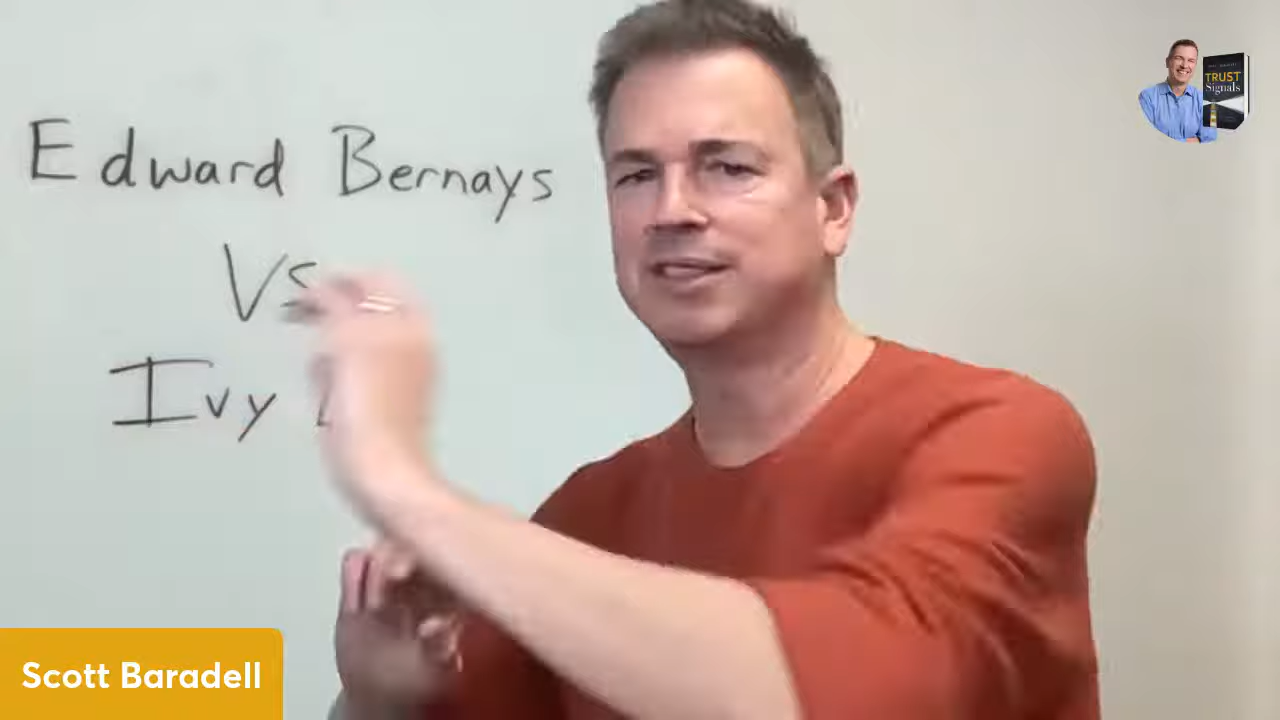 Edward Bernays
Vs
Ivy
TRUST
Signals
Scott Baradell